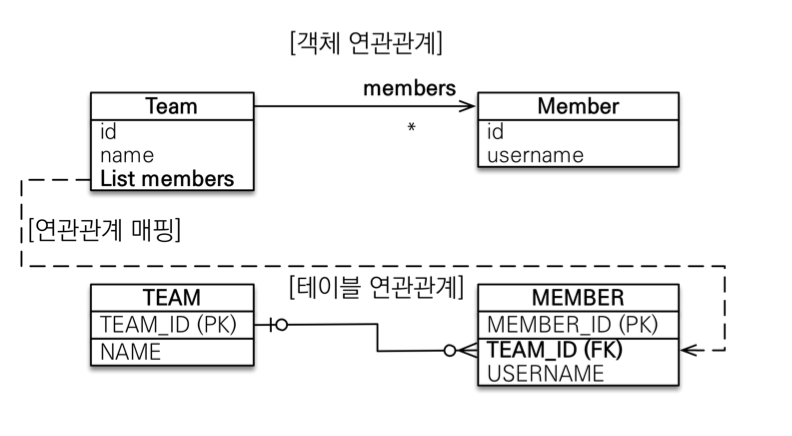 [객체 연관관계]
members
Team
Member
*
id
name
List members
id
username
[연관관계 매핑]
[테이블 연관관계]
TEAM
TEAM_ID (PK)
NAME
MEMBER
MEMBER_ID (PK)
TEAM_ID (FK)
USERNAME